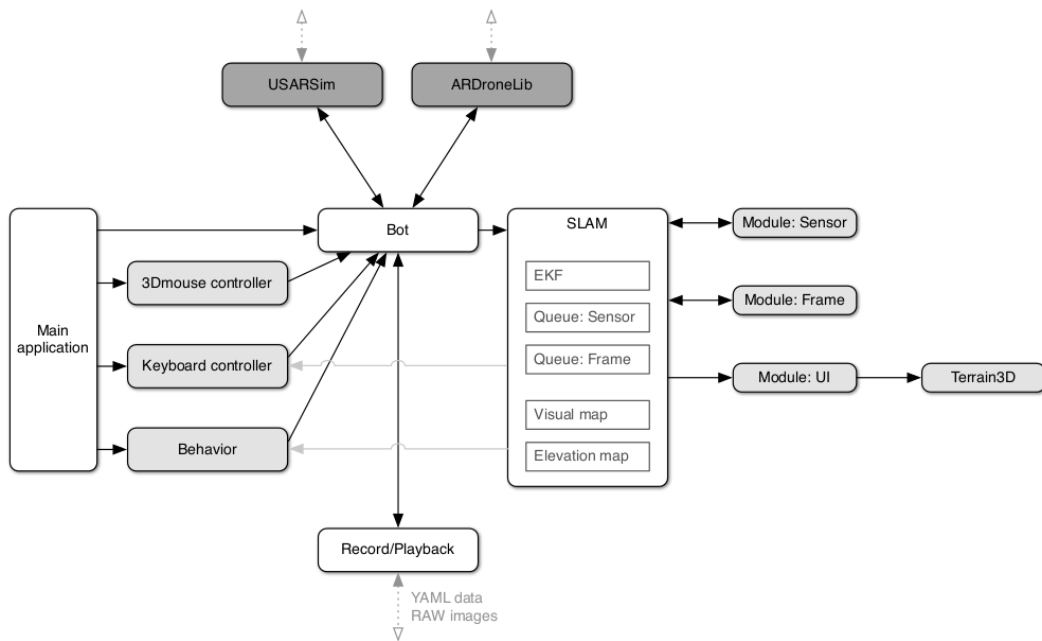 USARSim
ARDroneLib
Bot
SLAM
Module: Sensor
3Dmouse controller
EKF
Module: Frame
Queue: Sensor
Main
application
Keyboard controller
Queue: Frame
Module: UI
Terrain3D
Visual map
Behavior
Elevation map
Record/Playback
YAML data
RAW images